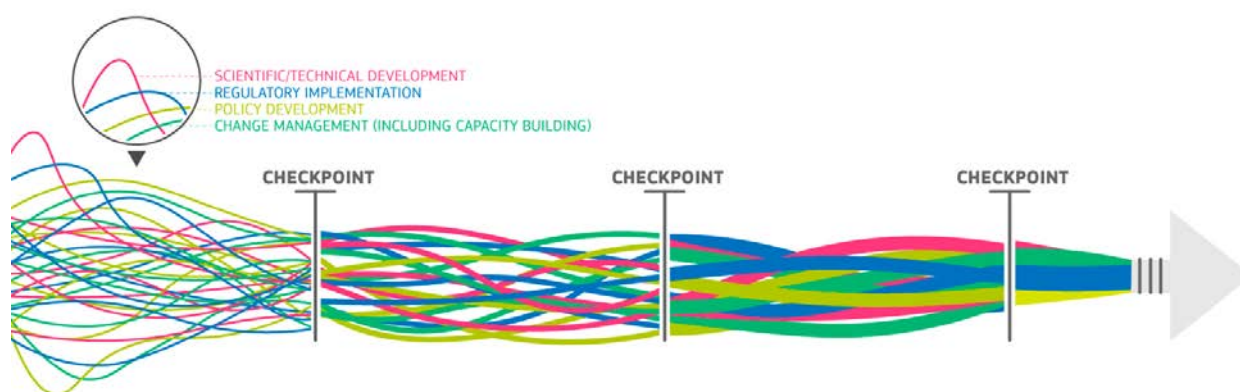 SCIENTIFIC/TECHNICAL DEVELOPMENT
REGULATORY IMPLEMENTATION
POLICY DEVELOPMENT
CHANGE MANAGEMENT (INCLUDING CAPACITY BUILDING)
CHECKPOINT
CHECKPOINT
CHECKPOINT